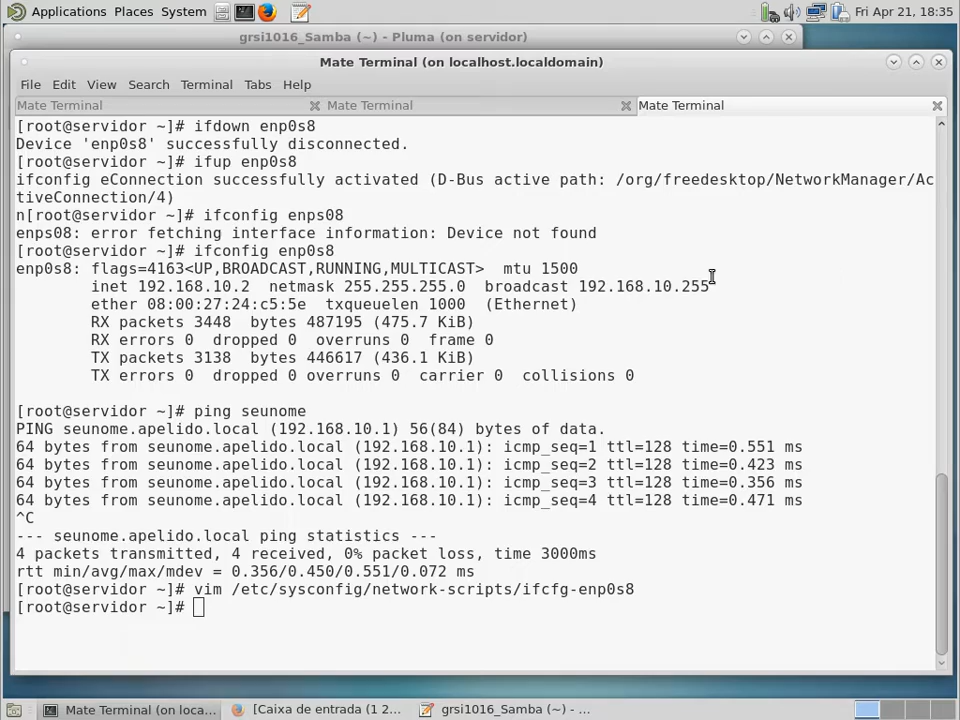 Applications Places System
Fri Apr 21, 18:35
grsi1016_Samba (~) - Pluma (on servidor)
Mate Terminal (on localhost.localdomain)
File Edit View Search Terminal Tabs Help
Mate Terminal
Mate Terminal
Mate Terminal
[root@servidor ~]# ifdown enp0s8
Device 'enp0s8' successfully disconnected.
[root@servidor ~]# ifup enp0s8
ifconfig eConnection successfully activated (D-Bus active path: /org/freedesktop/NetworkManager/Ac
tiveConnection/4)
n[root@servidor ~]# ifconfig enps08
enps08: error fetching interface information: Device not found
[root@servidor ~]# ifconfig enp0s8
enp0s8: flags=4163<UP,BROADCAST,RUNNING,MULTICAST>  mtu 1500
inet 192.168.10.2  netmask 255.255.255.0  broadcast 192.168.10.255
ether 08:00:27:24:c5:5e  txqueuelen 1000  (Ethernet)
RX packets 3448  bytes 487195 (475.7 KiB)
RX errors 0  dropped 0  overruns 0  frame 0
TX packets 3138  bytes 446617 (436.1 KiB)
TX errors 0  dropped 0 overruns 0  carrier 0  collisions 0
[root@servidor ~]# ping seunome
PING seunome.apelido.local (192.168.10.1) 56(84) bytes of data.
64 bytes from seunome.apelido.local (192.168.10.1): icmp_seq=1 ttl=128 time=0.551 ms
64 bytes from seunome.apelido.local (192.168.10.1): icmp_seq=2 ttl=128 time=0.423 ms
64 bytes from seunome.apelido.local (192.168.10.1): icmp_seq=3 ttl=128 time=0.356 ms
64 bytes from seunome.apelido.local (192.168.10.1): icmp_seq=4 ttl=128 time=0.471 ms
^C
--- seunome.apelido.local ping statistics ---
4 packets transmitted, 4 received, 0% packet loss, time 3000ms
rtt min/avg/max/mdev = 0.356/0.450/0.551/0.072 ms
[root@servidor ~]# vim /etc/sysconfig/network-scripts/ifcfg-enp0s8
[root@servidor ~]#
Mate Terminal (on loca...
[Caixa de entrada (1 2...
grsi1016_Samba (~) - ...